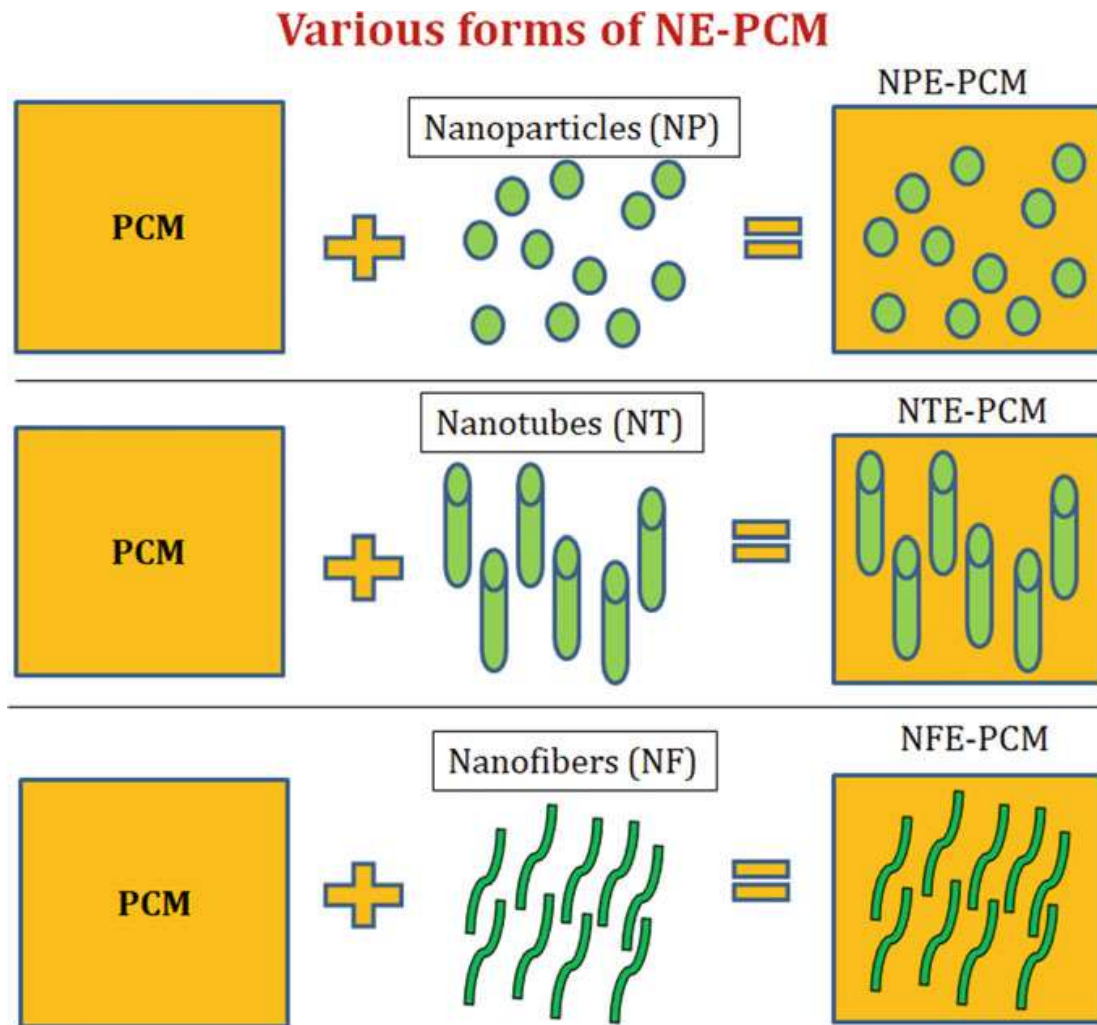 Various forms of NE-PCM
NPE-PCM
Nanoparticles (NP)
PCM
NTE-PCM
Nanotubes (NT)
PCM
NFE-PCM
Nanofibers (NF)
PCM